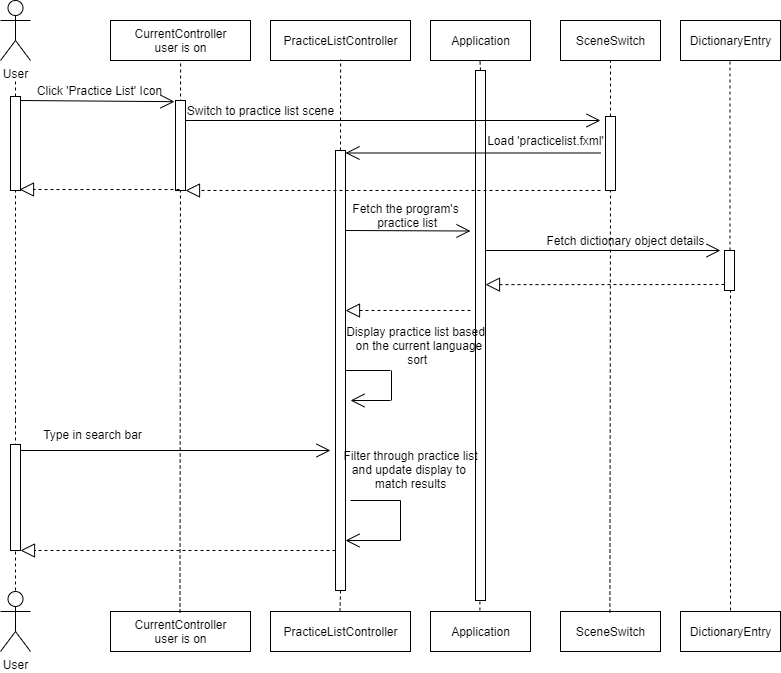 CurrentController
user is on
PracticeListController
Application
SceneSwitch
DictionaryEntry
User
Click 'Practice List' Icon
Switch to practice list scene
Load 'practicelist.fxml'
Fetch the program's
practice list
Fetch dictionary object details
Display practice list based
on the current language
sort
Type in search bar
Filter through practice list
and update display to
match results
CurrentController
user is on
PracticeListController
Application
SceneSwitch
DictionaryEntry
User